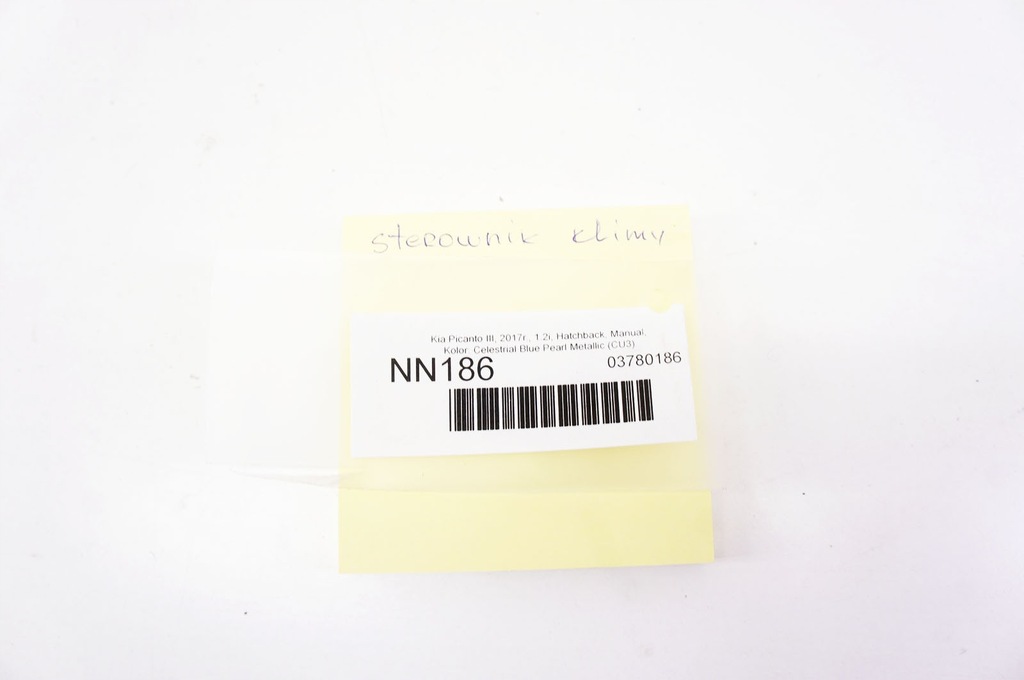 sterownik klimy
Kia Picanto III, 2017r., 1.2i, Hatchback, Manual,
Kolor: Celestrial Blue Pearl Metallic (CU3)
NN186 03780186